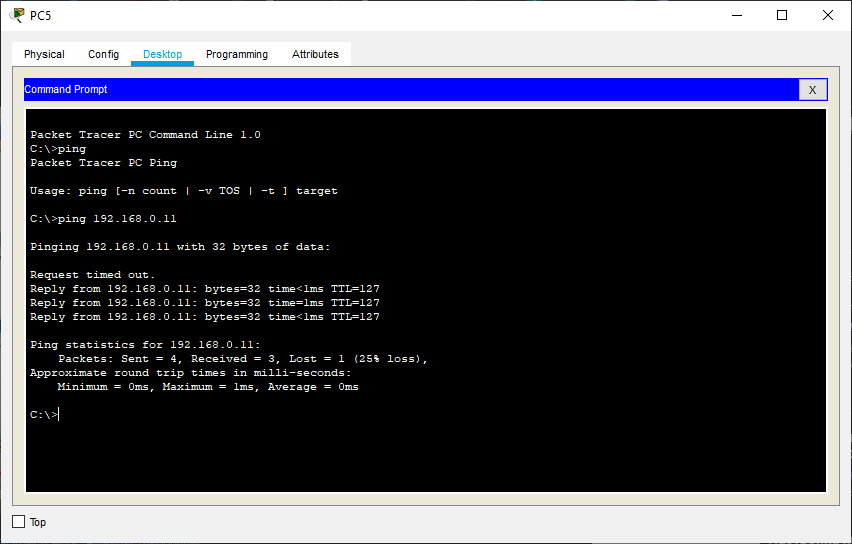 PC5
Physical Config Desktop Programming Attributes
Command Prompt
X
Packet Tracer PC Command Line 1.0
C:\>ping
Packet Tracer PC Ping
Usage: ping [-n count | -v TOS | -t ] target
C:\>ping 192.168.0.11
Pinging 192.168.0.11 with 32 bytes of data:
Request timed out.
Reply from 192.168.0.11: bytes=32 time<1ms TTL=127
Reply from 192.168.0.11: bytes=32 time=1ms TTL=127
Reply from 192.168.0.11: bytes=32 time<1ms TTL=127
Ping statistics for 192.168.0.11:
Packets: Sent = 4, Received = 3, Lost = 1 (25% loss),
Approximate round trip times in milli-seconds:
Minimum = 0ms, Maximum = 1ms, Average = 0ms
C:\>
Top